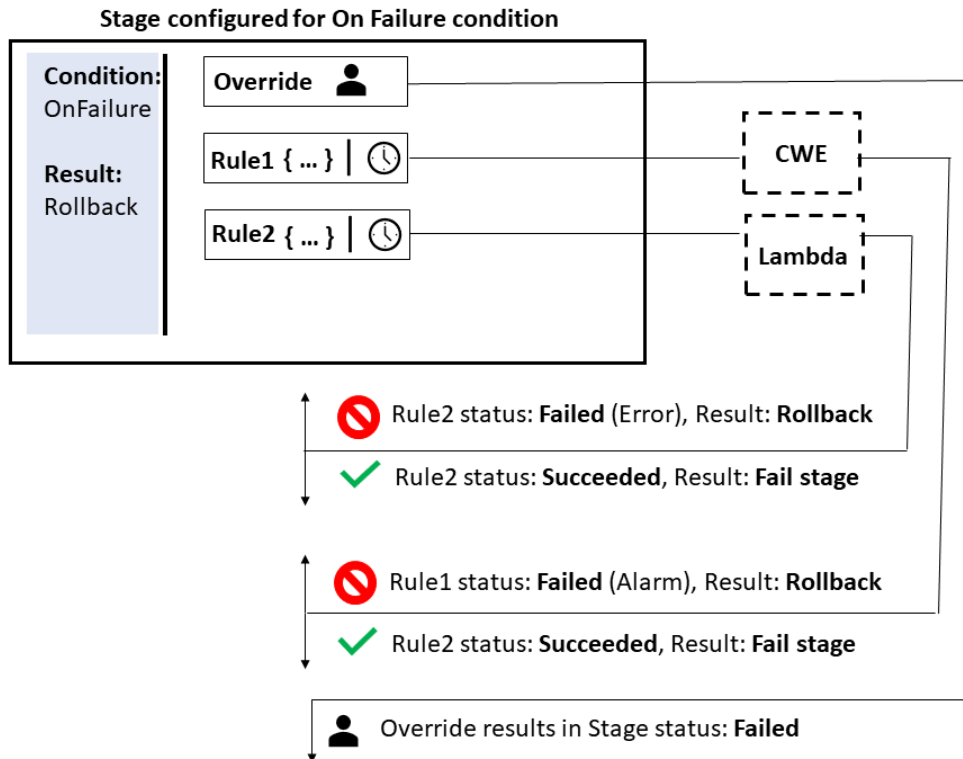 Stage configured for On Failure condition
Condition:
OnFailure
Result:
Rollback
Override
Rule1 { ... } |
Rule2 { ... } |
CWE
Lambda
Rule2 status: Failed (Error), Result: Rollback
Rule2 status: Succeeded, Result: Fail stage
Rule1 status: Failed (Alarm), Result: Rollback
Rule2 status: Succeeded, Result: Fail stage
Override results in Stage status: Failed